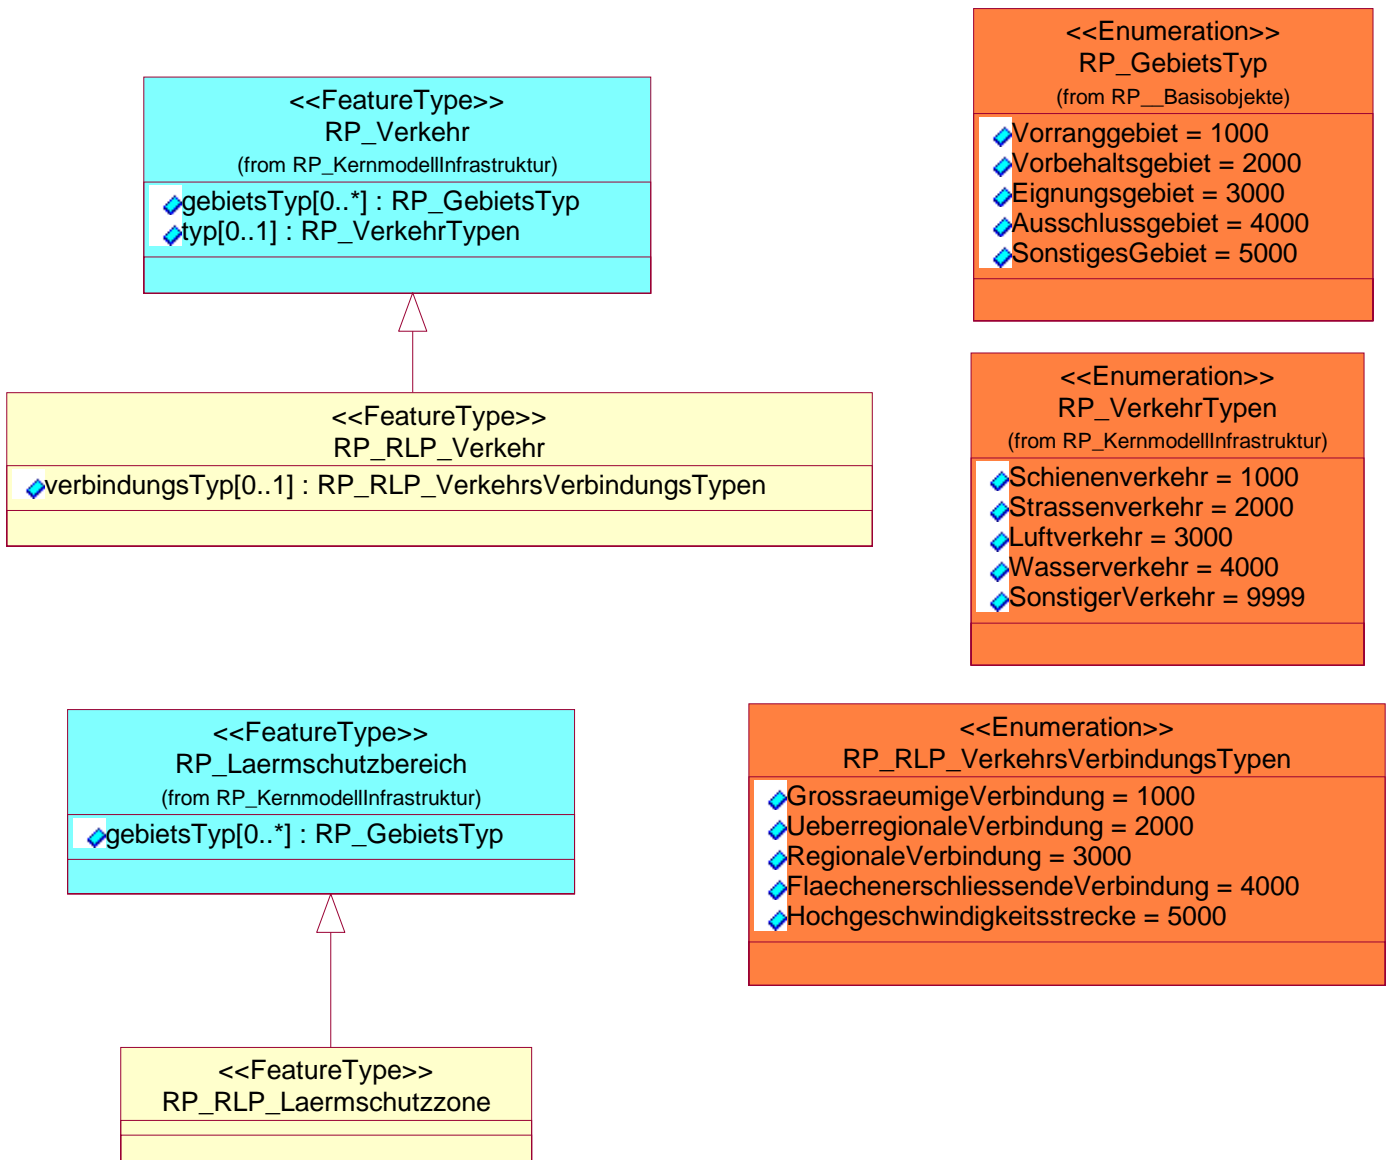 <<FeatureType>>
RP_Verkehr
(from RP_KernmodellInfrastruktur)
gebietsTyp[0..*] : RP_GebietsTyp
typ[0..1] : RP_VerkehrTypen
<<FeatureType>>
RP_RLP_Verkehr
verbindungsTyp[0..1] : RP_RLP_VerkehrsVerbindungsTypen
<<FeatureType>>
RP_Laermschutzbereich
(from RP_KernmodellInfrastruktur)
gebietsTyp[0..*] : RP_GebietsTyp
<<FeatureType>>
RP_RLP_Laermschutzzone
<<Enumeration>>
RP_GebietsTyp
(from RP__Basisobjekte)
Vorranggebiet = 1000
Vorbehaltsgebiet = 2000
Eignungsgebiet = 3000
Ausschlussgebiet = 4000
SonstigesGebiet = 5000
<<Enumeration>>
RP_VerkehrTypen
(from RP_KernmodellInfrastruktur)
Schienenverkehr = 1000
Strassenverkehr = 2000
Luftverkehr = 3000
Wasserverkehr = 4000
SonstigerVerkehr = 9999
<<Enumeration>>
RP_RLP_VerkehrsVerbindungsTypen
GrossraeumigeVerbindung = 1000
UeberregionaleVerbindung = 2000
RegionaleVerbindung = 3000
FlaechenerschliessendeVerbindung = 4000
Hochgeschwindigkeitsstrecke = 5000